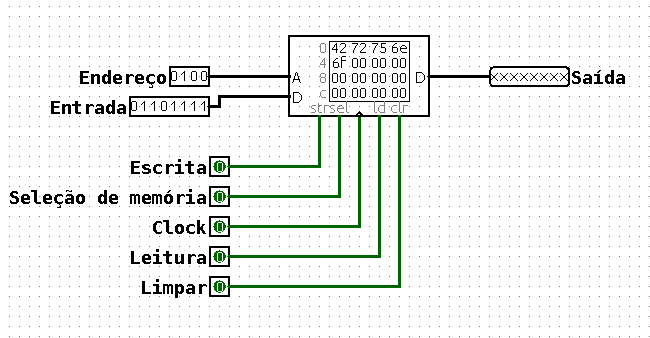 0 42 72 75 6e
4 6F 00 00 00
8 00 00 00 00
c 00 00 00 00
Endereço 0100 A D xxxxxxxx Saída
Entrada 01101111 D
str sel ld clr
Escrita 0
Seleção de memória 0
Clock 0
Leitura 0
Limpar 0